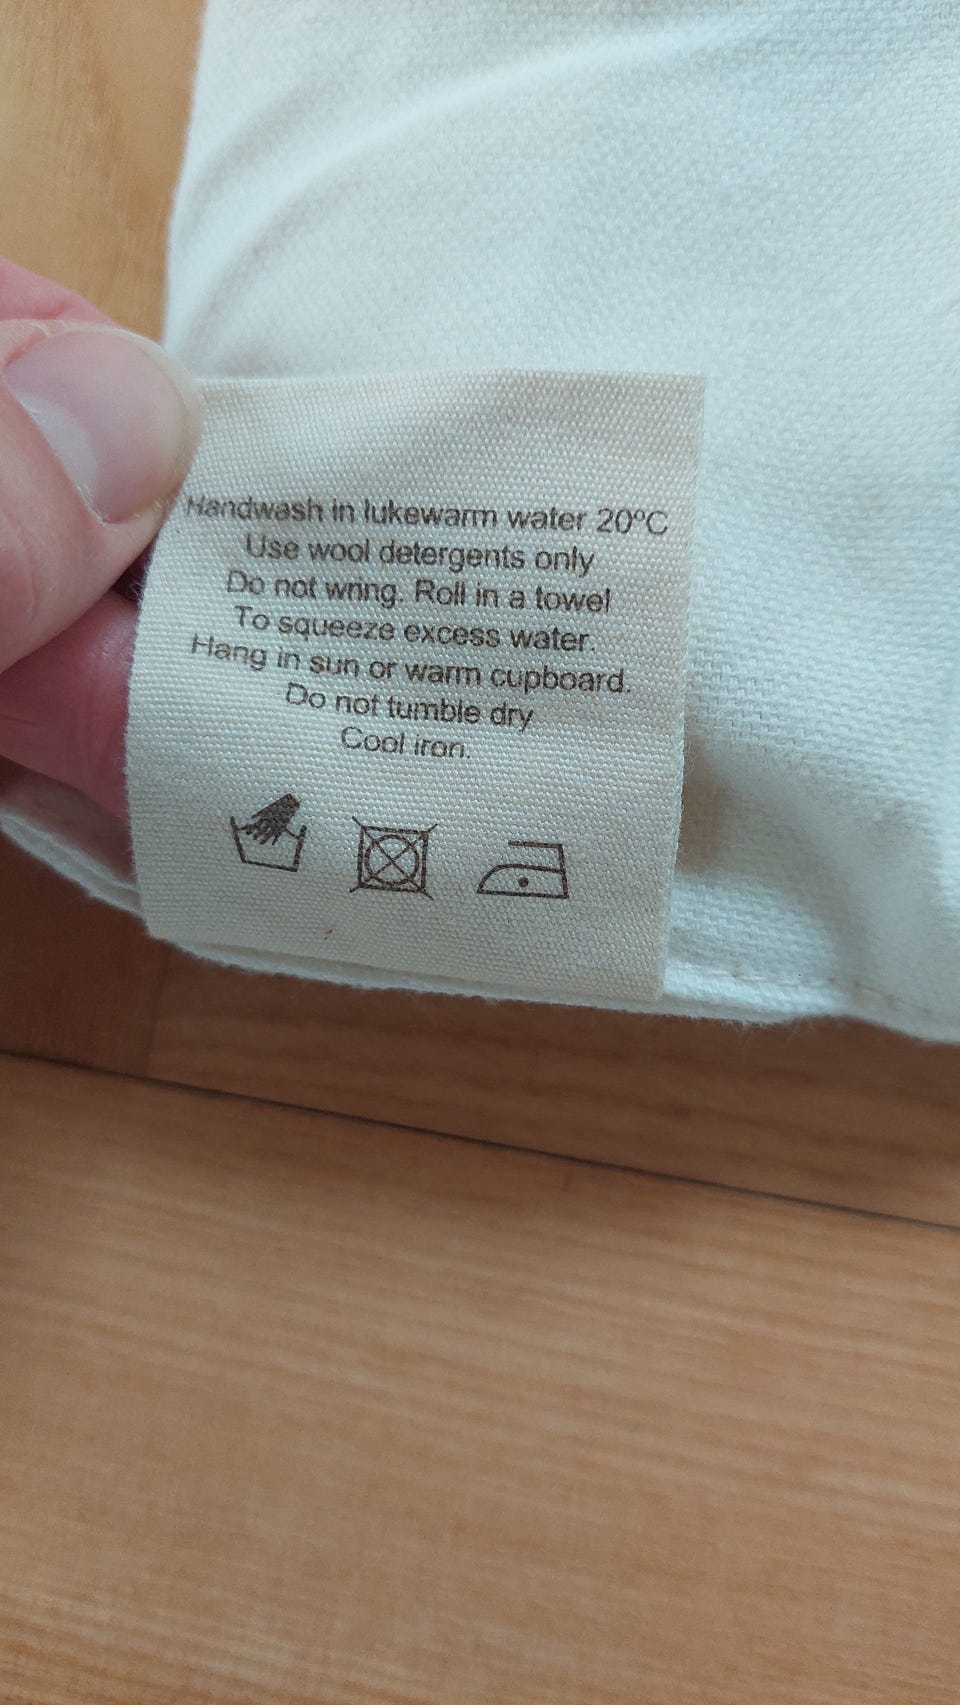 Handwash in lukewarm water 20ºC
Use wool detergents only
Do not wring. Roll in a towel
To squeeze excess water.
Hang in sun or warm cupboard.
Do not tumble dry
Cool iron.